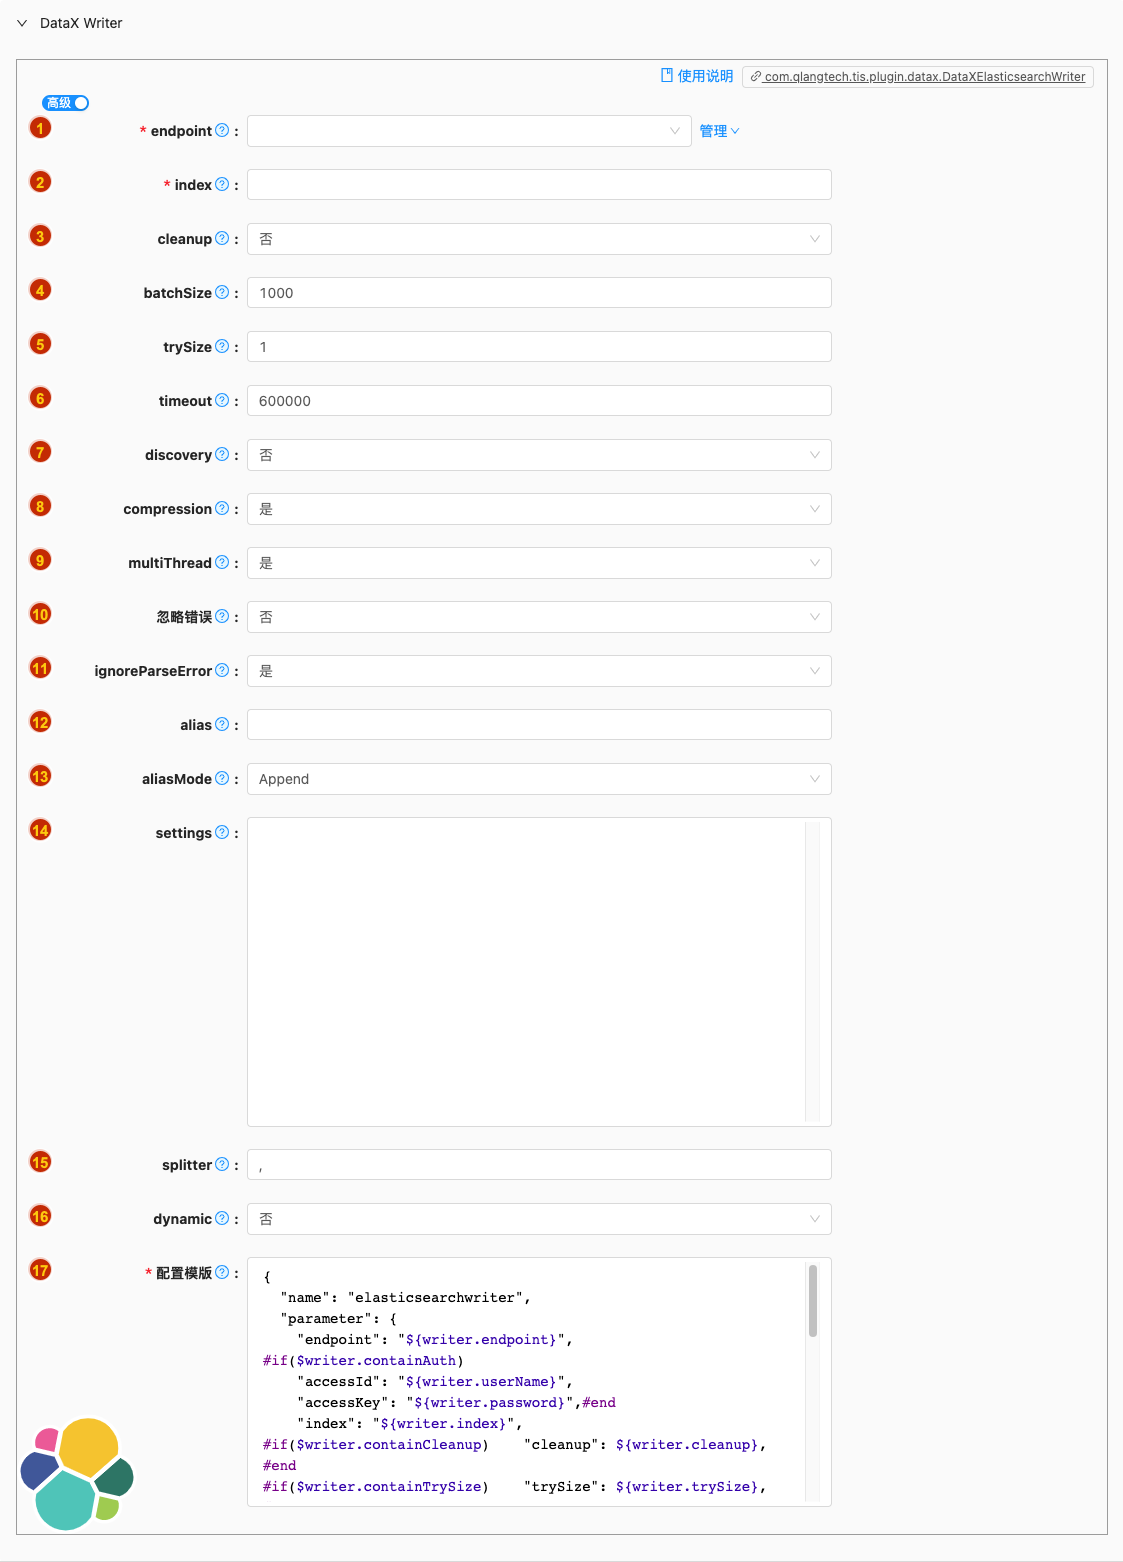 DataX Writer
使用说明 com.qlangtech.tis.plugin.datax.DataXElasticsearchWriter
高级
1 * endpoint ? : 管理
2 * index ? :
3 cleanup ? : 否
4 batchSize ? : 1000
5 trySize ? : 1
6 timeout ? : 600000
7 discovery ? : 否
8 compression ? : 是
9 multiThread ? : 是
10 忽略错误 ? : 否
11 ignoreParseError ? : 是
12 alias ? :
13 aliasMode ? : Append
14 settings ? :
15 splitter ? : ,
16 dynamic ? : 否
17 * 配置模版 ? :
{
"name": "elasticsearchwriter",
"parameter": {
"endpoint": "${writer.endpoint}",
#if($writer.containAuth)
"accessId": "${writer.userName}",
"accessKey": "${writer.password}",#end
"index": "${writer.index}",
#if($writer.containCleanup) "cleanup": ${writer.cleanup},
#end
#if($writer.containTrySize) "trySize": ${writer.trySize},